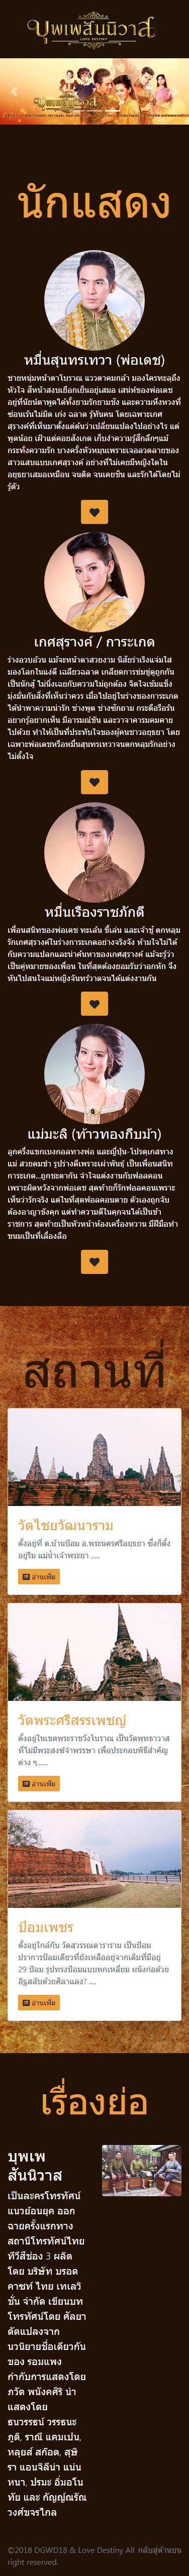 บุพเพสันนิวาส
LOVE DESTINY
นักแสดง
หมื่นสุนทรเทวา (พ่อเดช)
ชายหนุ่มหน้าตาโบราณ แววตาคมกล้า มองใครทะลุถึง
หัวใจ สีหน้าสงบเยือกเย็นอยู่เสมอ เสน่ห์ของพ่อเดช
อยู่ที่นัยน์ตาพูดได้ทั้งยามรักยามชัง และความหึงหวงที่
ซ่อนแร้นไม่มิด เก่ง ฉลาด รู้ทันคน โดยเฉพาะเกศ
สุรางค์ที่เห็นมาตั้งแต่ต้นว่าเปลี่ยนแปลงไปอย่างไร แต่
พูดน้อย เฝ้าแต่คอยสังเกต เก็บงำความรู้สึกลึกๆแม้
กระทั่งความรัก บางครั้งหัวหมุนเพราะเจอลวดลายของ
สาวแสบแบบเกศสุรางค์ อย่างที่ไม่เคยมีหญิงใดใน
อยุธยาเสมอเหมือน จนติด จนเคยชิน และรักได้โดยไม่
รู้ตัว
เกศสุรางค์ / การะเกด
ร่างอวบอ้วน แม้จะหน้าตาสวยงาม นิสัยร่าเริงแจ่มใส
มองโลกในแง่ดี เฉลียวฉลาด เกลียดการข่มขู่ดูถูกกัน
เป็นนักสู้ ไม่นิ่งเฉยกับความไม่ถูกต้อง จิตใจเข้มแข็ง
มุ่งมั่นกับสิ่งที่เห็นว่าควร เมื่อไปอยู่ในร่างของการะเกด
ได้นำพาความน่ารัก ช่างพูด ช่างซักถาม กระตือรือร้น
อยากรู้อยากเห็น มีอารมณ์ขัน และวาจาคารมคมคาย
ไปด้วย ทำให้เป็นที่ประทับใจของผู้คนชาวอยุธยา โดย
เฉพาะพ่อเดชหรือหมื่นสุนทรเทวาจนตกหลุมรักอย่าง
ไม่ตั้งใจ
หมื่นเรืองราชภักดี
เพื่อนสนิทของพ่อเดช ทะเล้น ขี้เล่น และเจ้าชู้ ตกหลุม
รักเกศสุรางค์ในร่างการะเกดอย่างจริงจัง ห้ามใจไม่ได้
กับความแปลกและน่าค้นหาของเกศสุรางค์ แม้จะรู้ว่า
เป็นคู่หมายของเพื่อน ในที่สุดต้องยอมรับว่าอกหัก จึง
หันไปสนใจแม่หญิงจันทร์วาดจนได้แต่งงานกัน
แม่มะลิ (ท้าวทองกีบม้า)
ลูกครึ่งแขกเบงกอลทางพ่อ และญี่ปุ่น-โปรตุเกสทาง
แม่ สวยคมขำ รูปร่างดีเพราะเผ่าพันธุ์ เป็นเพื่อนสนิท
การะเกด...ถูกชะตากัน จำใจแต่งงานกับฟอลคอน
เพราะผิดหวังจากพ่อเดช สุดท้ายก็รักฟอลคอนเพราะ
เห็นว่ารักจริง แต่ในที่สุดฟอลคอนตาย ตัวเองถูกจับ
ต้องอาญาขังคุก แต่ทำความดีในคุกจนได้เป็นข้า
ราชการ สุดท้ายเป็นหัวหน้าห้องเครื่องหวาน มีฝีมือทำ
ขนมเป็นที่เลื่องลือ
สถานที่
วัดไชยวัฒนาราม
ตั้งอยู่ที่ ต.บ้านป้อม อ.พระนครศรีอยุธยา ซึ่งก็ตั้ง
อยู่ริม แม่น้ำเจ้าพระยา .....
อ่านเพิ่ม
วัดพระศรีสรรเพชญ์
ตั้งอยู่ในเขตพระราชวังโบราณ เป็นวัดพุทธาวาส
ที่ไม่มีพระสงฆ์จำพรรษา เพื่อประกอบพิธีสำคัญ
ต่าง ๆ......
อ่านเพิ่ม
ป้อมเพชร
ตั้งอยู่ใกล้กับ วัดสุวรรณดาราราม เป็นป้อม
ปราการป้อมเดียวที่ยังเหลืออยู่จากเดิมที่มีอยู่
29 ป้อม รูปทรงป้อมแบบหกเหลี่ยม ผนังก่อด้วย
อิฐสลับด้วยศิลาแลง? ....
อ่านเพิ่ม
เรื่องย่อ
บุพเพ
สันนิวาส
เป็นละครโทรทัศน์
แนวย้อนยุค ออก
ฉายครั้งแรกทาง
สถานีโทรทัศน์ไทย
ทีวีสีช่อง 3 ผลิต
โดย บริษัท บรอด
คาซท์ ไทย เทเลวิ
ชั่น จำกัด เขียนบท
โทรทัศน์โดย ศัลยา
ดัดแปลงจาก
นวนิยายชื่อเดียวกัน
ของ รอมแพง
กำกับการแสดงโดย
ภวัต พนังคศิริ นำ
แสดงโดย
ธนวรรธน์ วรรธนะ
ภูติ, ราณี แคมเปน,
หลุยส์ สก๊อต, สุษิ
รา แอนจิลีน่า แน่น
หนา, ปรมะ อิ่มอโน
ทัย และ กัญญ์ณรัณ
วงศ์ขจรไกล
©2018 DGWD18 & Love Destiny All right reserved.
กลับสู่ด้านบน